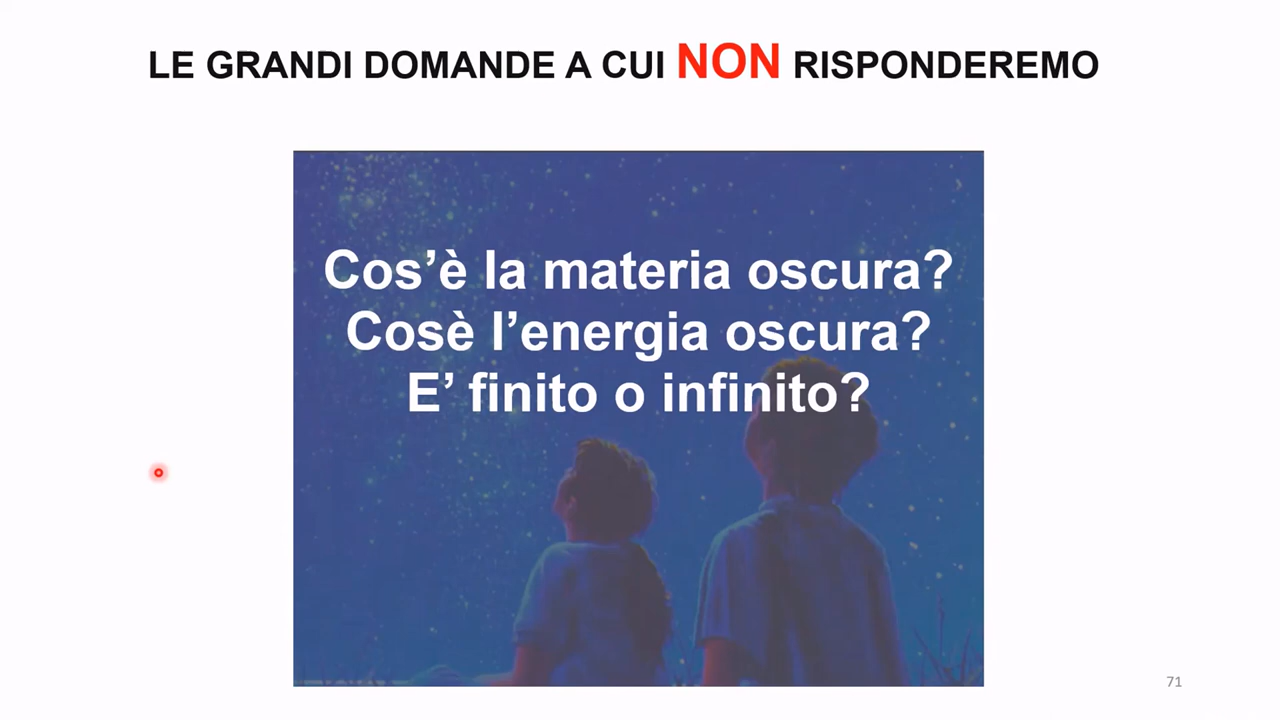 LE GRANDI DOMANDE A CUI NON RISPONDEREMO
Cos’è la materia oscura?
Cosè l’energia oscura?
E’ finito o infinito?
71